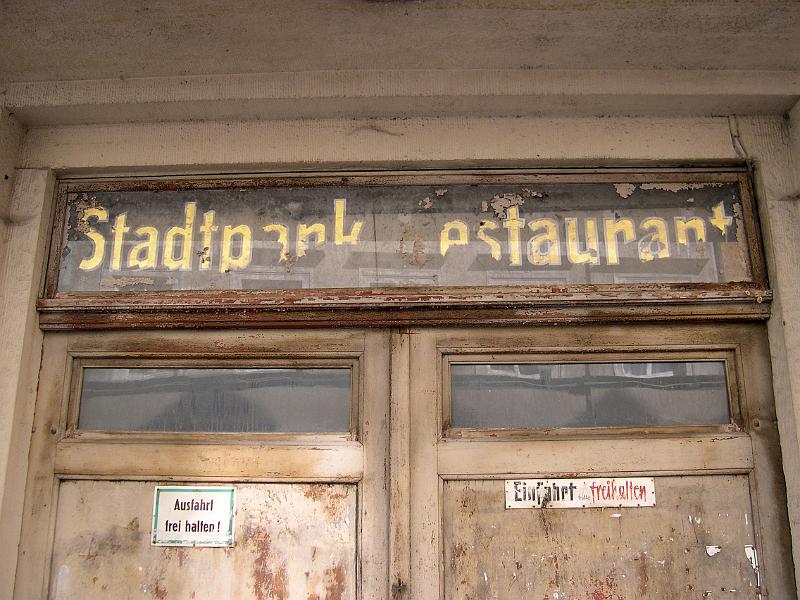 Stadtpark estaurant
Ausfahrt
frei halten!
Einfahrt freihalten